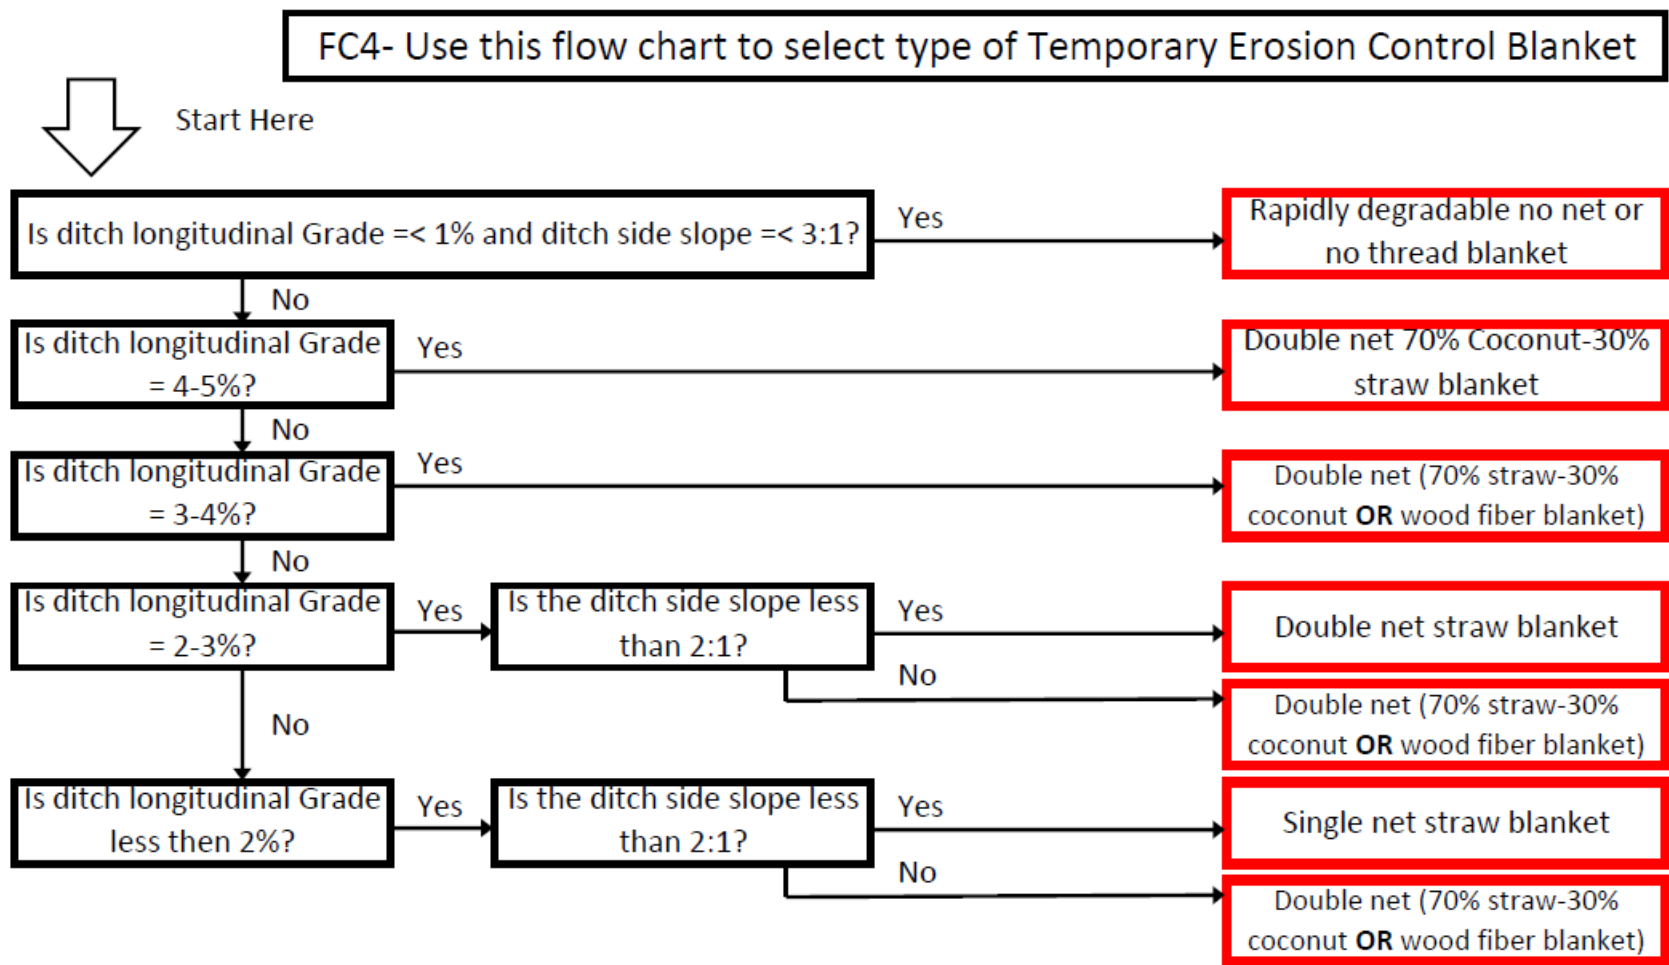 FC4- Use this flow chart to select type of Temporary Erosion Control Blanket
Start Here
Is ditch longitudinal Grade =< 1% and ditch side slope =< 3:1?
Yes
Rapidly degradable no net or
no thread blanket
No
Is ditch longitudinal Grade
= 4-5%?
Yes
Double net 70% Coconut-30%
straw blanket
No
Is ditch longitudinal Grade
= 3-4%?
Yes
Double net (70% straw-30%
coconut OR wood fiber blanket)
No
Is ditch longitudinal Grade
= 2-3%?
Yes
Is the ditch side slope less
than 2:1?
Yes
Double net straw blanket
No
Double net (70% straw-30%
coconut OR wood fiber blanket)
No
Is ditch longitudinal Grade
less then 2%?
Yes
Is the ditch side slope less
than 2:1?
Yes
Single net straw blanket
No
Double net (70% straw-30%
coconut OR wood fiber blanket)